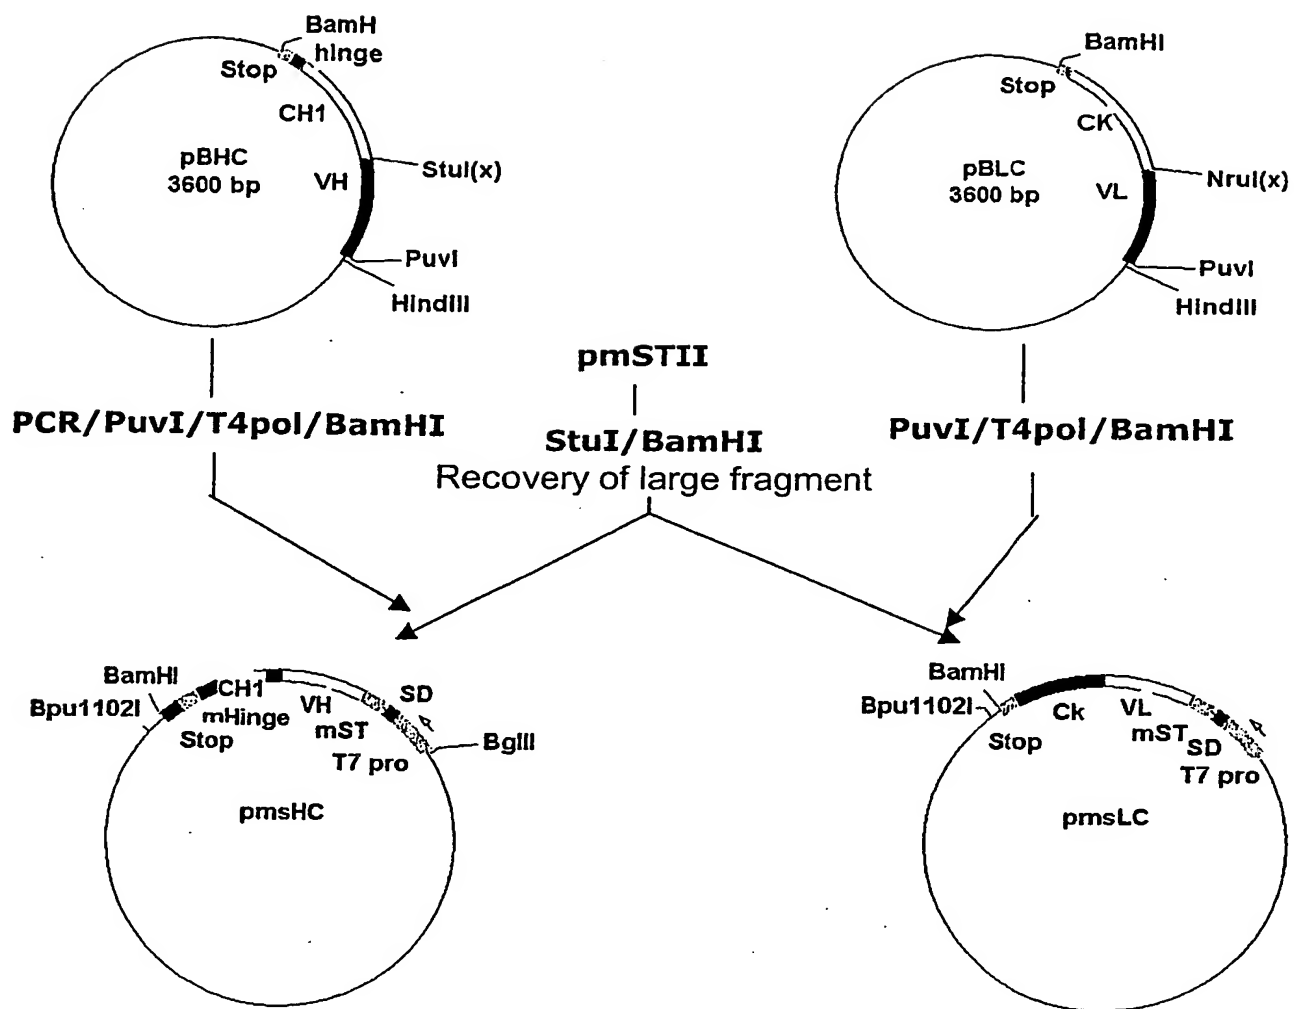 BamH
hinge
Stop
CH1
pBHC
3600 bp
VH
StuI(x)
PuvI
HindIII
BamHI
Stop
CK
pBLC
3600 bp
VL
NruI(x)
PuvI
HindIII
pmSTII
PCR/PuvI/T4pol/BamHI
StuI/BamHI
Recovery of large fragment
PuvI/T4pol/BamHI
BamHI
Bpu1102I
CH1
mHinge
Stop
VH
mST
SD
T7 pro
BglII
pmsHC
BamHI
Bpu1102I
Stop
Ck
VL
mST
SD
T7 pro
pmsLC